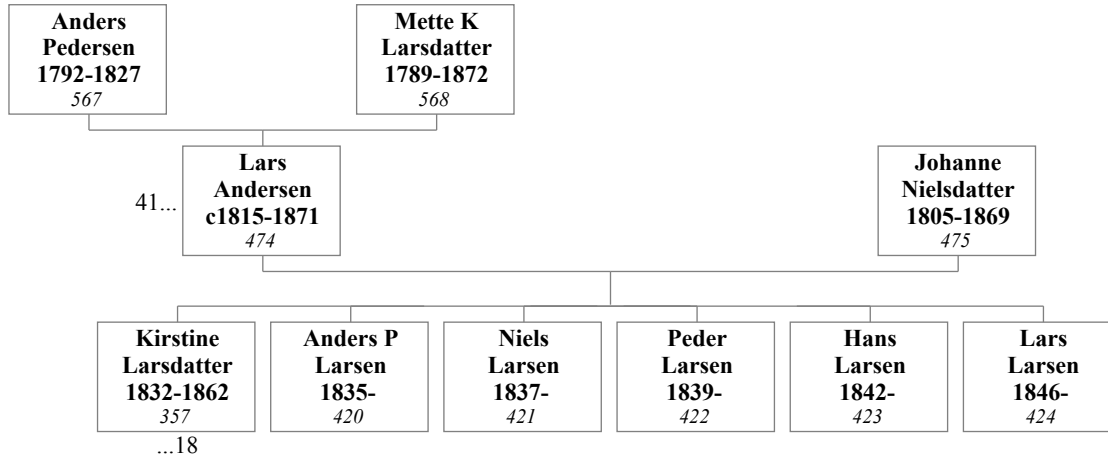 Anders
Pedersen
1792-1827
567
Mette K
Larsdatter
1789-1872
568
41...
Lars
Andersen
c1815-1871
474
Johanne
Nielsdatter
1805-1869
475
Kirstine
Larsdatter
1832-1862
357
...18
Anders P
Larsen
1835-
420
Niels
Larsen
1837-
421
Peder
Larsen
1839-
422
Hans
Larsen
1842-
423
Lars
Larsen
1846-
424